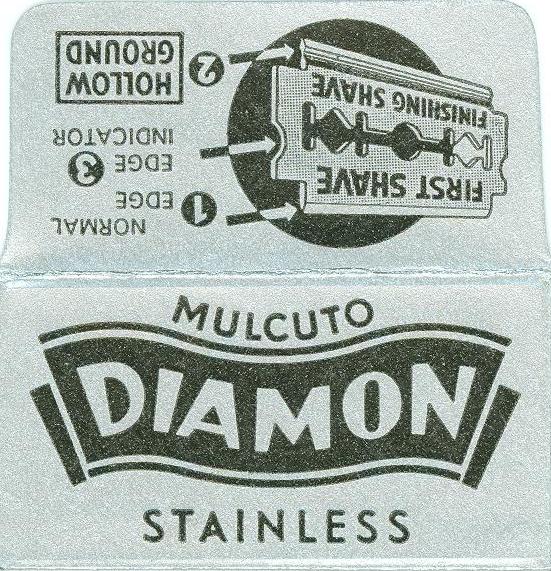 1 NORMAL
EDGE
3 EDGE
INDICATOR
2 HOLLOW
GROUND
FIRST SHAVE
FINISHING SHAVE
MULCUTO
DIAMON
STAINLESS